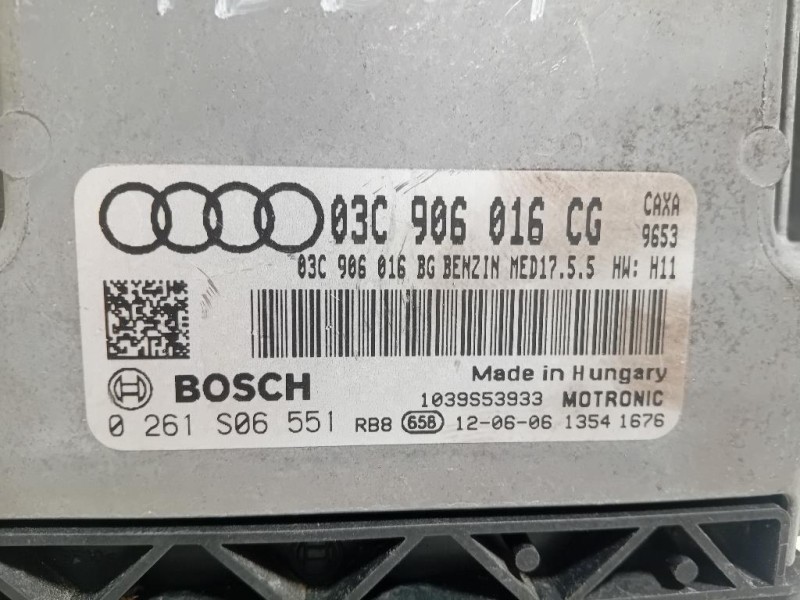 03C 906 016 CG CAXA
9653
03C 906 016 BG BENZIN MED17.5.5 HW: H11
Made in Hungary
BOSCH
1039S53933 MOTRONIC
0 261 S06 551 RB8 658 12-06-06 1354 1676